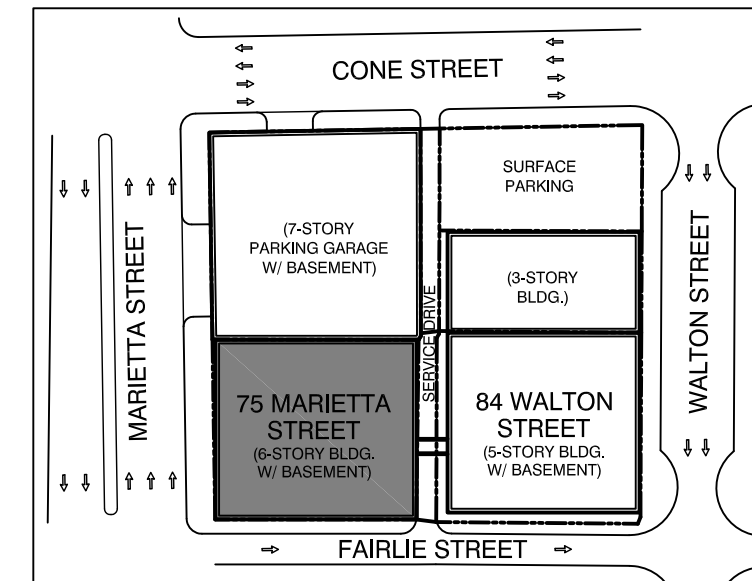 CONE STREET
SURFACE
PARKING
(7-STORY
PARKING GARAGE
W/ BASEMENT)
(3-STORY
BLDG.)
MARIETTA STREET
SERVICE DRIVE
WALTON STREET
75 MARIETTA
STREET
(6-STORY BLDG.
W/ BASEMENT)
84 WALTON
STREET
(5-STORY BLDG.
W/ BASEMENT)
FAIRLIE STREET